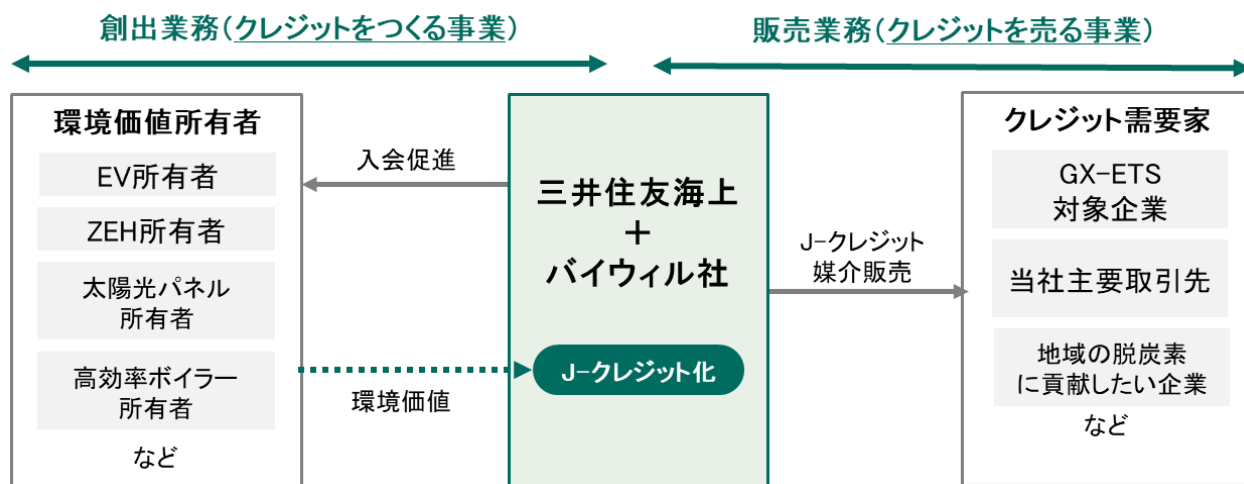 創出業務(クレジットをつくる事業)
販売業務(クレジットを売る事業)
環境価値所有者
EV所有者
ZEH所有者
太陽光パネル
所有者
高効率ボイラー
所有者
など
入会促進
環境価値
三井住友海上
+
バイウィル社
J-クレジット化
J-クレジット
媒介販売
クレジット需要家
GX-ETS
対象企業
当社主要取引先
地域の脱炭素
に貢献したい企業
など